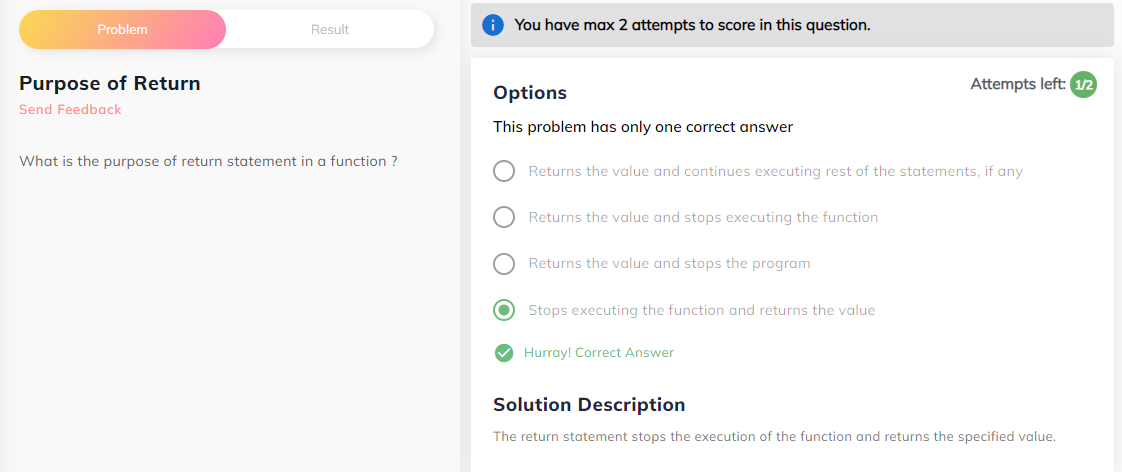 Problem
Result
Purpose of Return
Send Feedback
What is the purpose of return statement in a function ?
You have max 2 attempts to score in this question.
Options
Attempts left: 1/2
This problem has only one correct answer
Returns the value and continues executing rest of the statements, if any
Returns the value and stops executing the function
Returns the value and stops the program
Stops executing the function and returns the value
Hurray! Correct Answer
Solution Description
The return statement stops the execution of the function and returns the specified value.